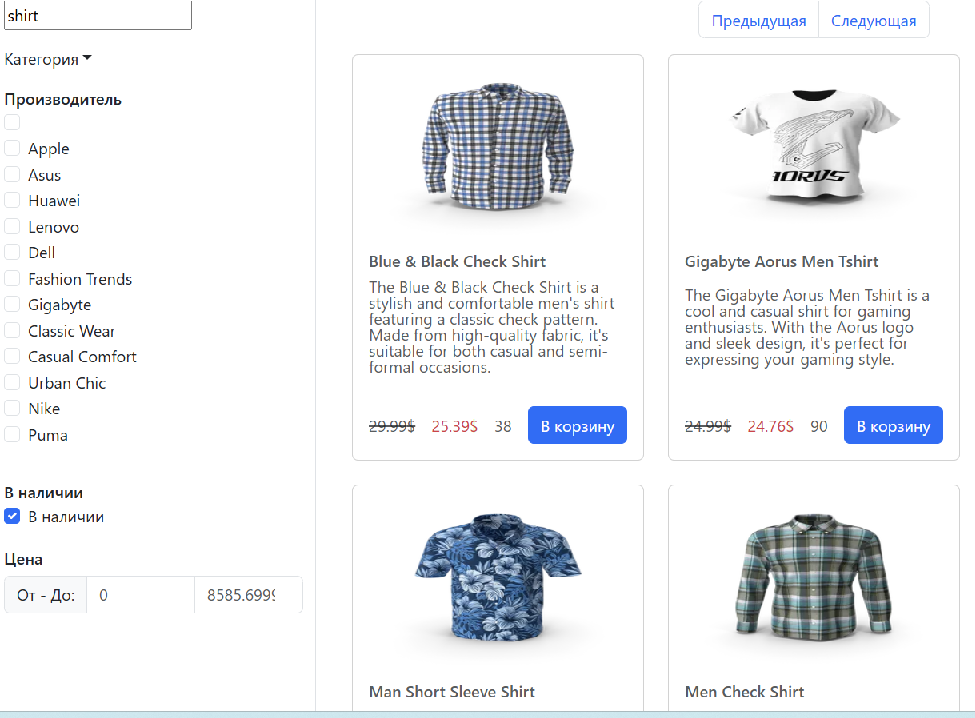 shirt
Категория
Производитель
Apple
Asus
Huawei
Lenovo
Dell
Fashion Trends
Gigabyte
Classic Wear
Casual Comfort
Urban Chic
Nike
Puma
В наличии
В наличии
Цена
От - До: 0 8585.6999
Предыдущая Следующая
Blue & Black Check Shirt
The Blue & Black Check Shirt is a
stylish and comfortable men's shirt
featuring a classic check pattern.
Made from high-quality fabric, it's
suitable for both casual and semi-
formal occasions.
29.99$ 25.39$ 38 В корзину
AORUS
Gigabyte Aorus Men Tshirt
The Gigabyte Aorus Men Tshirt is a
cool and casual shirt for gaming
enthusiasts. With the Aorus logo
and sleek design, it's perfect for
expressing your gaming style.
24.99$ 24.76$ 90 В корзину
Man Short Sleeve Shirt
Men Check Shirt